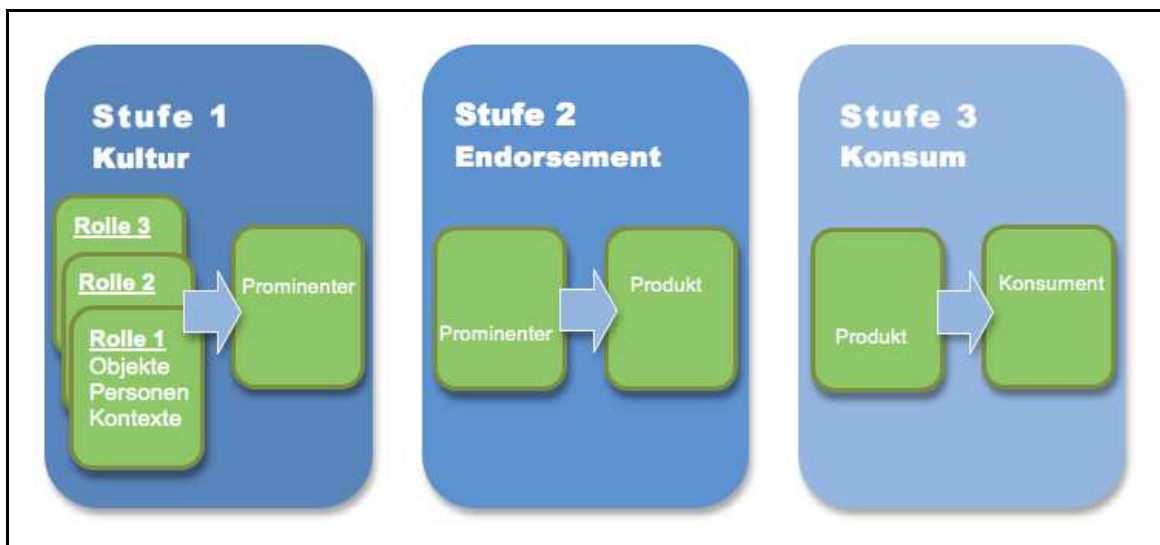 Stufe 1
Kultur
Rolle 3
Rolle 2
Rolle 1
Objekte
Personen
Kontexte
Prominenter
Stufe 2
Endorsement
Prominenter
Produkt
Stufe 3
Konsum
Produkt
Konsument